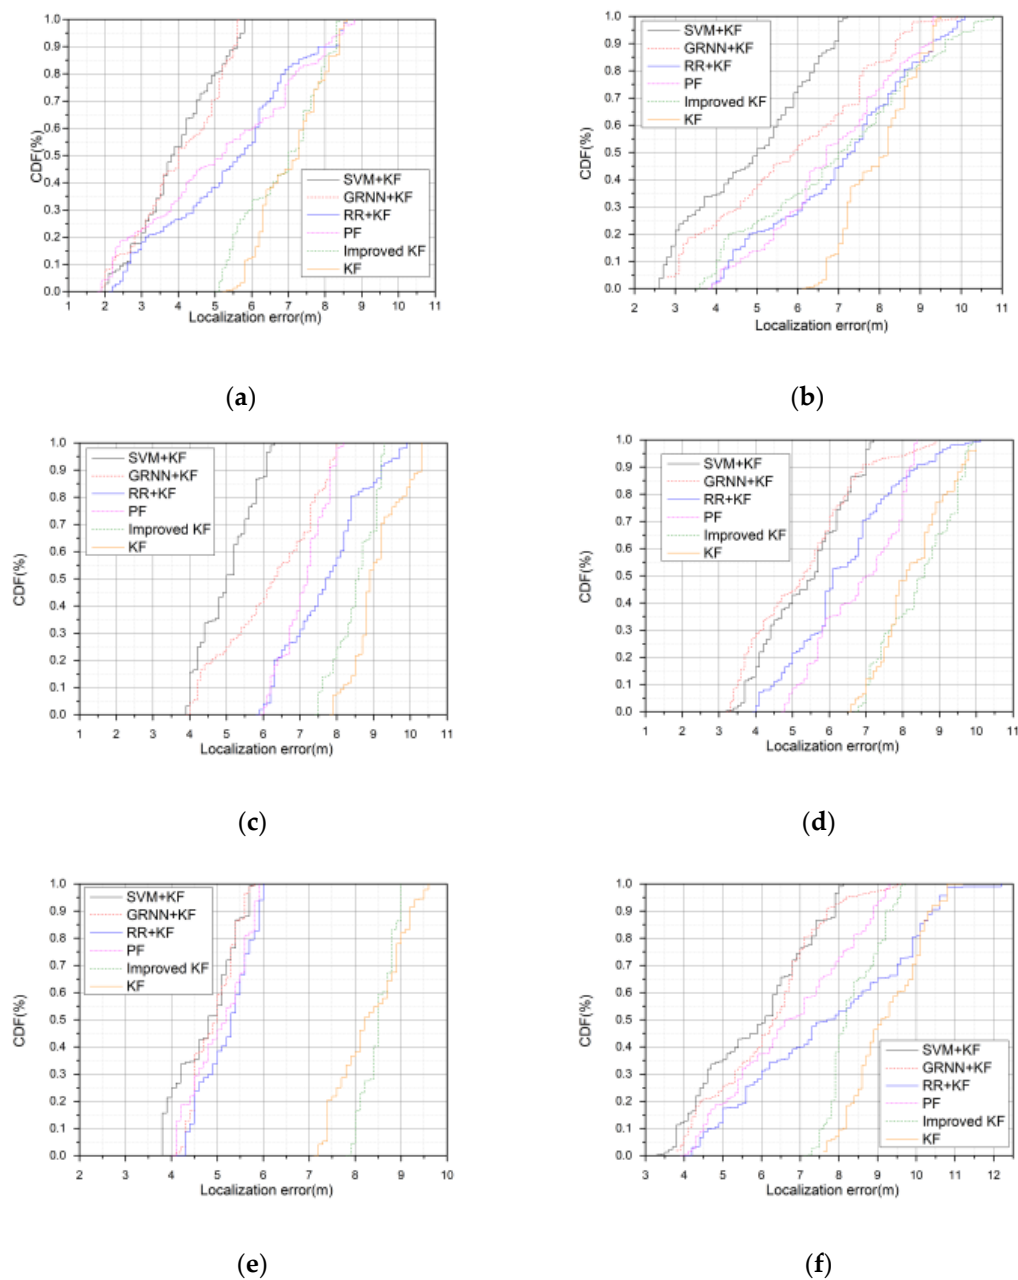 1.0
0.9
0.8
0.7
0.6
0.5
0.4
0.3
0.2
0.1
0.0
CDF(%)
SVM+KF
GRNN+KF
RR+KF
PF
Improved KF
KF
1 2 3 4 5 6 7 8 9 10 11
Localization error(m)
(a)
1.0
0.9
0.8
0.7
0.6
0.5
0.4
0.3
0.2
0.1
0.0
CDF(%)
SVM+KF
GRNN+KF
RR+KF
PF
Improved KF
KF
2 3 4 5 6 7 8 9 10 11
Localization error(m)
(b)
1.0
0.9
0.8
0.7
0.6
0.5
0.4
0.3
0.2
0.1
0.0
CDF(%)
SVM+KF
GRNN+KF
RR+KF
PF
Improved KF
KF
1 2 3 4 5 6 7 8 9 10 11
Localization error(m)
(c)
1.0
0.9
0.8
0.7
0.6
0.5
0.4
0.3
0.2
0.1
0.0
CDF(%)
SVM+KF
GRNN+KF
RR+KF
PF
Improved KF
KF
1 2 3 4 5 6 7 8 9 10 11
Localization error(m)
(d)
1.0
0.9
0.8
0.7
0.6
0.5
0.4
0.3
0.2
0.1
0.0
CDF(%)
SVM+KF
GRNN+KF
RR+KF
PF
Improved KF
KF
2 3 4 5 6 7 8 9 10
Localization error(m)
(e)
1.0
0.9
0.8
0.7
0.6
0.5
0.4
0.3
0.2
0.1
0.0
CDF(%)
SVM+KF
GRNN+KF
RR+KF
PF
Improved KF
KF
3 4 5 6 7 8 9 10 11 12
Localization error(m)
(f)